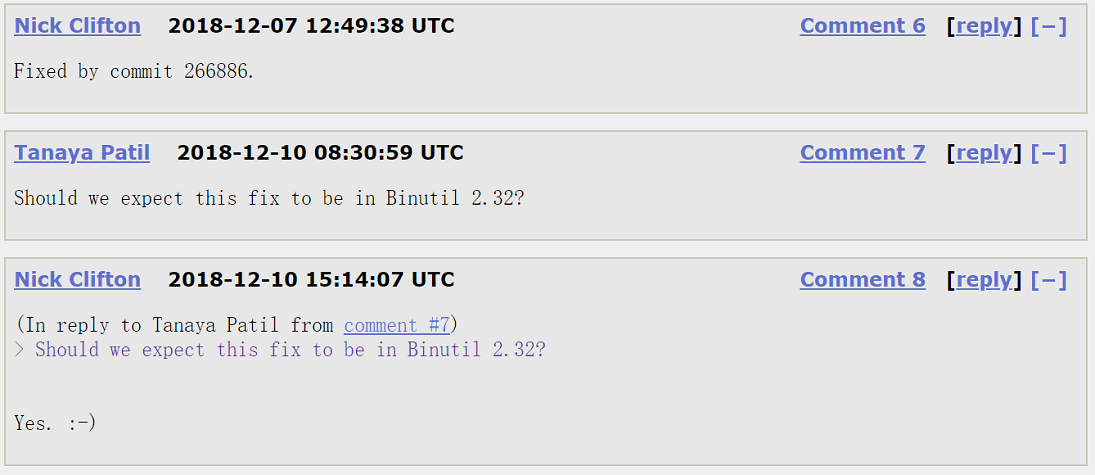 Nick Clifton 2018-12-07 12:49:38 UTC Comment 6 [reply] [−]
Fixed by commit 266886.
Tanaya Patil 2018-12-10 08:30:59 UTC Comment 7 [reply] [−]
Should we expect this fix to be in Binutil 2.32?
Nick Clifton 2018-12-10 15:14:07 UTC Comment 8 [reply] [−]
(In reply to Tanaya Patil from comment #7)
> Should we expect this fix to be in Binutil 2.32?
Yes. :-)